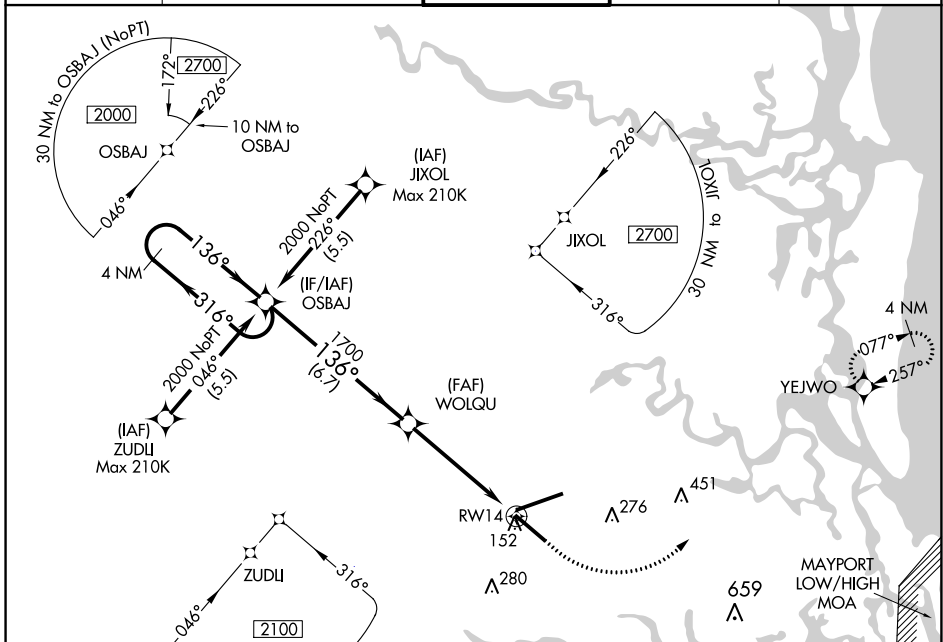 30 NM to OSBAJ (NoPT)
2700
172°
226°
2000
10 NM to
OSBAJ
OSBAJ
046°
(IAF)
JIXOL
Max 210K
2000 NoPT
226°
(5.5)
136°
4 NM
(IF/IAF)
OSBAJ
316°
2000 NoPT
046°
(5.5)
(IAF)
ZUDLI
Max 210K
1700
136°
(6.7)
(FAF)
WOLQU
226°
JIXOL
2700
30 NM to JIXOL
316°
4 NM
077°
257°
YEJWO
RW14
152
276
451
280
659
MAYPORT
LOW/HIGH
MOA
ZUDLI
316°
046°
2100